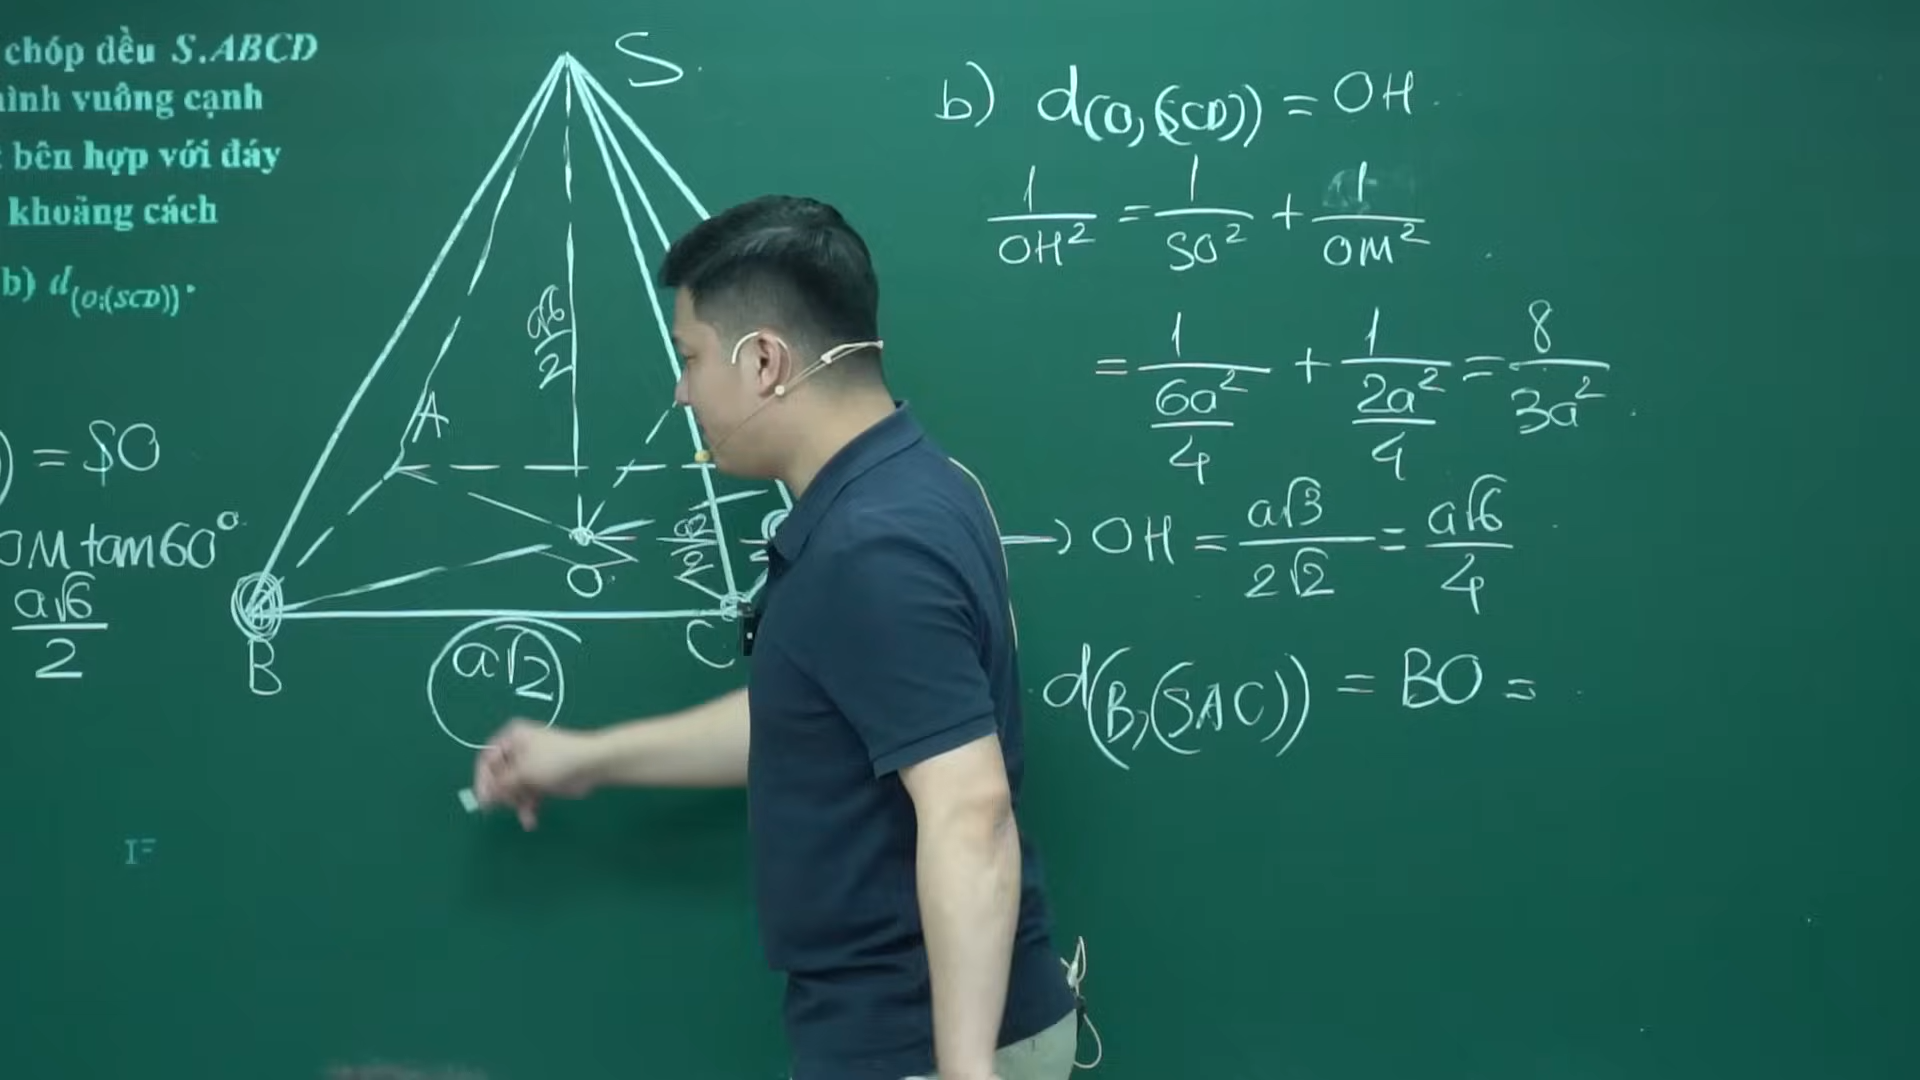 chóp dều S.ABCD
ình vuông cạnh
bên hợp với đáy
khoảng cách
b) d(O;(SCD)).
) = SO
OM tan60°
a√6/2
I=
S
a√6/2
A
a√2/2
O
B
C
a√2
b) d(O,(SCD)) = OH
1/OH² = 1/SO² + 1/OM²
= 1/(6a²/4) + 1/(2a²/4) = 8/3a²
→ OH = a√3/2√2 = a√6/4
d(B,(SAC)) = BO =